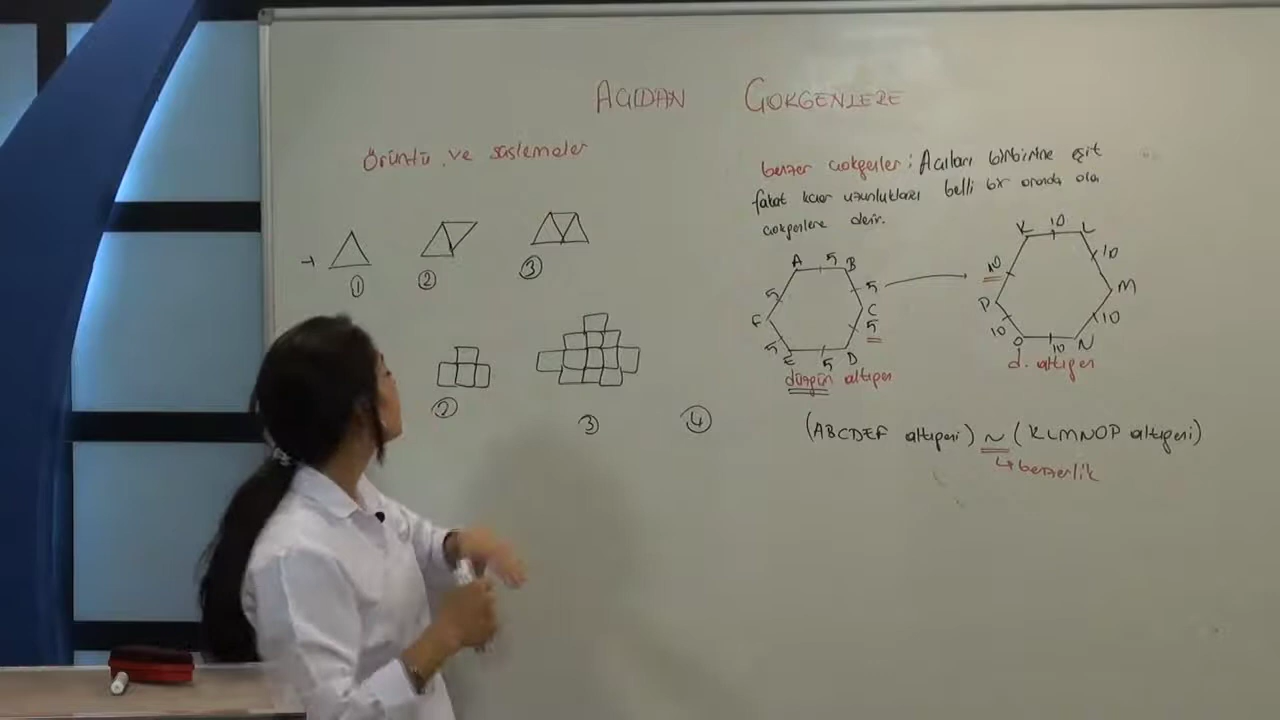 AÇIDAN ÇOKGENLERE
Örüntü ve süslemeler
① ② ③
② ③ ④
benzer çokgenler: Açıları birbirine eşit
fakat kenar uzunlukları belli bir oranda olan
çokgenlere denir.
A 5 B
5 5
F C
5 5
E 5 D
düzgün altıgen
K 10 L
10 10
P M
10 10
O 10 N
d. altıgen
(ABCDEF altıgeni) ~ (KLMNOP altıgeni)
↳ benzerlik